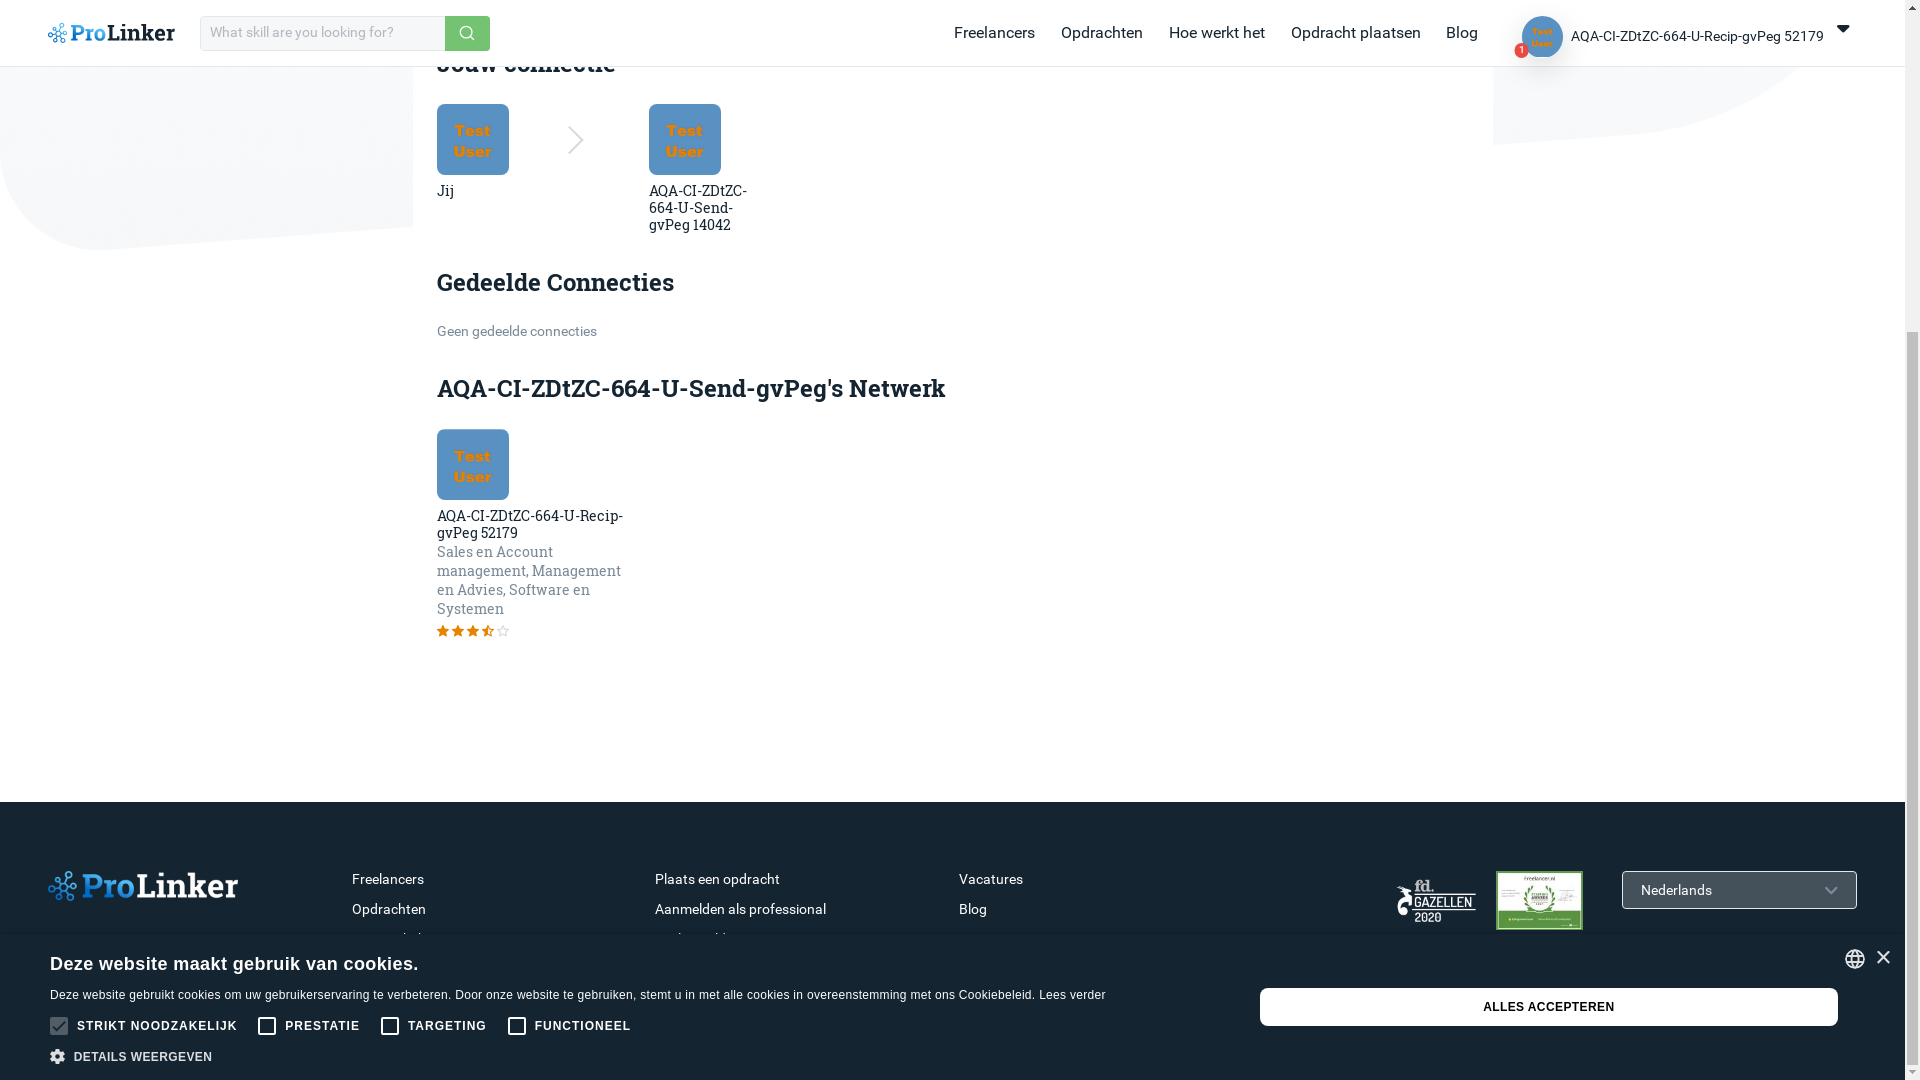 ProLinker
What skill are you looking for?
Freelancers
Opdrachten
Hoe werkt het
Opdracht plaatsen
Blog
Test
User
1
AQA-CI-ZDtZC-664-U-Recip-gvPeg 52179
Jouw connectie
Test
User
Jij
Test
User
AQA-CI-ZDtZC-
664-U-Send-
gvPeg 14042
Gedeelde Connecties
Geen gedeelde connecties
AQA-CI-ZDtZC-664-U-Send-gvPeg's Netwerk
Test
User
AQA-CI-ZDtZC-664-U-Recip-
gvPeg 52179
Sales en Account
management, Management
en Advies, Software en
Systemen
ProLinker
Freelancers
Opdrachten
Plaats een opdracht
Aanmelden als professional
Vacatures
Blog
fd.
GAZELLEN
2020
Freelancer.nl
Nederlands
Deze website maakt gebruik van cookies.
Deze website gebruikt cookies om uw gebruikerservaring te verbeteren. Door onze website te gebruiken, stemt u in met alle cookies in overeenstemming met ons Cookiebeleid. Lees verder
STRIKT NOODZAKELIJK
PRESTATIE
TARGETING
FUNCTIONEEL
DETAILS WEERGEVEN
ALLES ACCEPTEREN